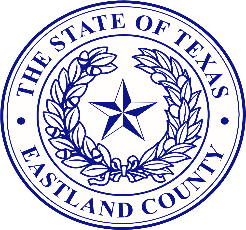 THE STATE OF TEXAS
EASTLAND COUNTY